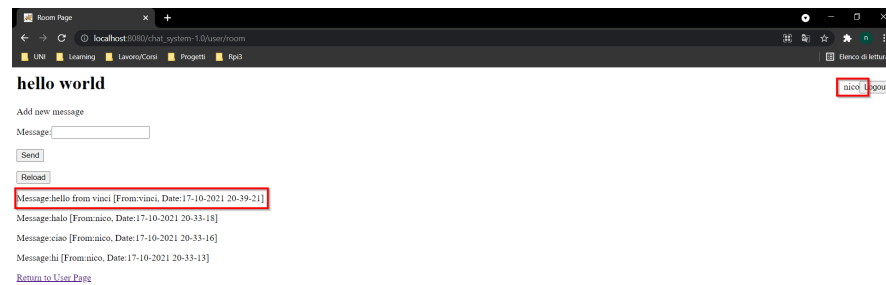 Room Page
localhost:8080/chat_system-1.0/user/room
UNI Learning Lavoro/Corsi Progetti Rpi3 Elenco di lettura
hello world
nico Logout
Add new message
Message:
Send
Reload
Message:hello from vinci [From:vinci, Date:17-10-2021 20-39-21]
Message:halo [From:nico, Date:17-10-2021 20-33-18]
Message:ciao [From:nico, Date:17-10-2021 20-33-16]
Message:hi [From:nico, Date:17-10-2021 20-33-13]
Return to User Page